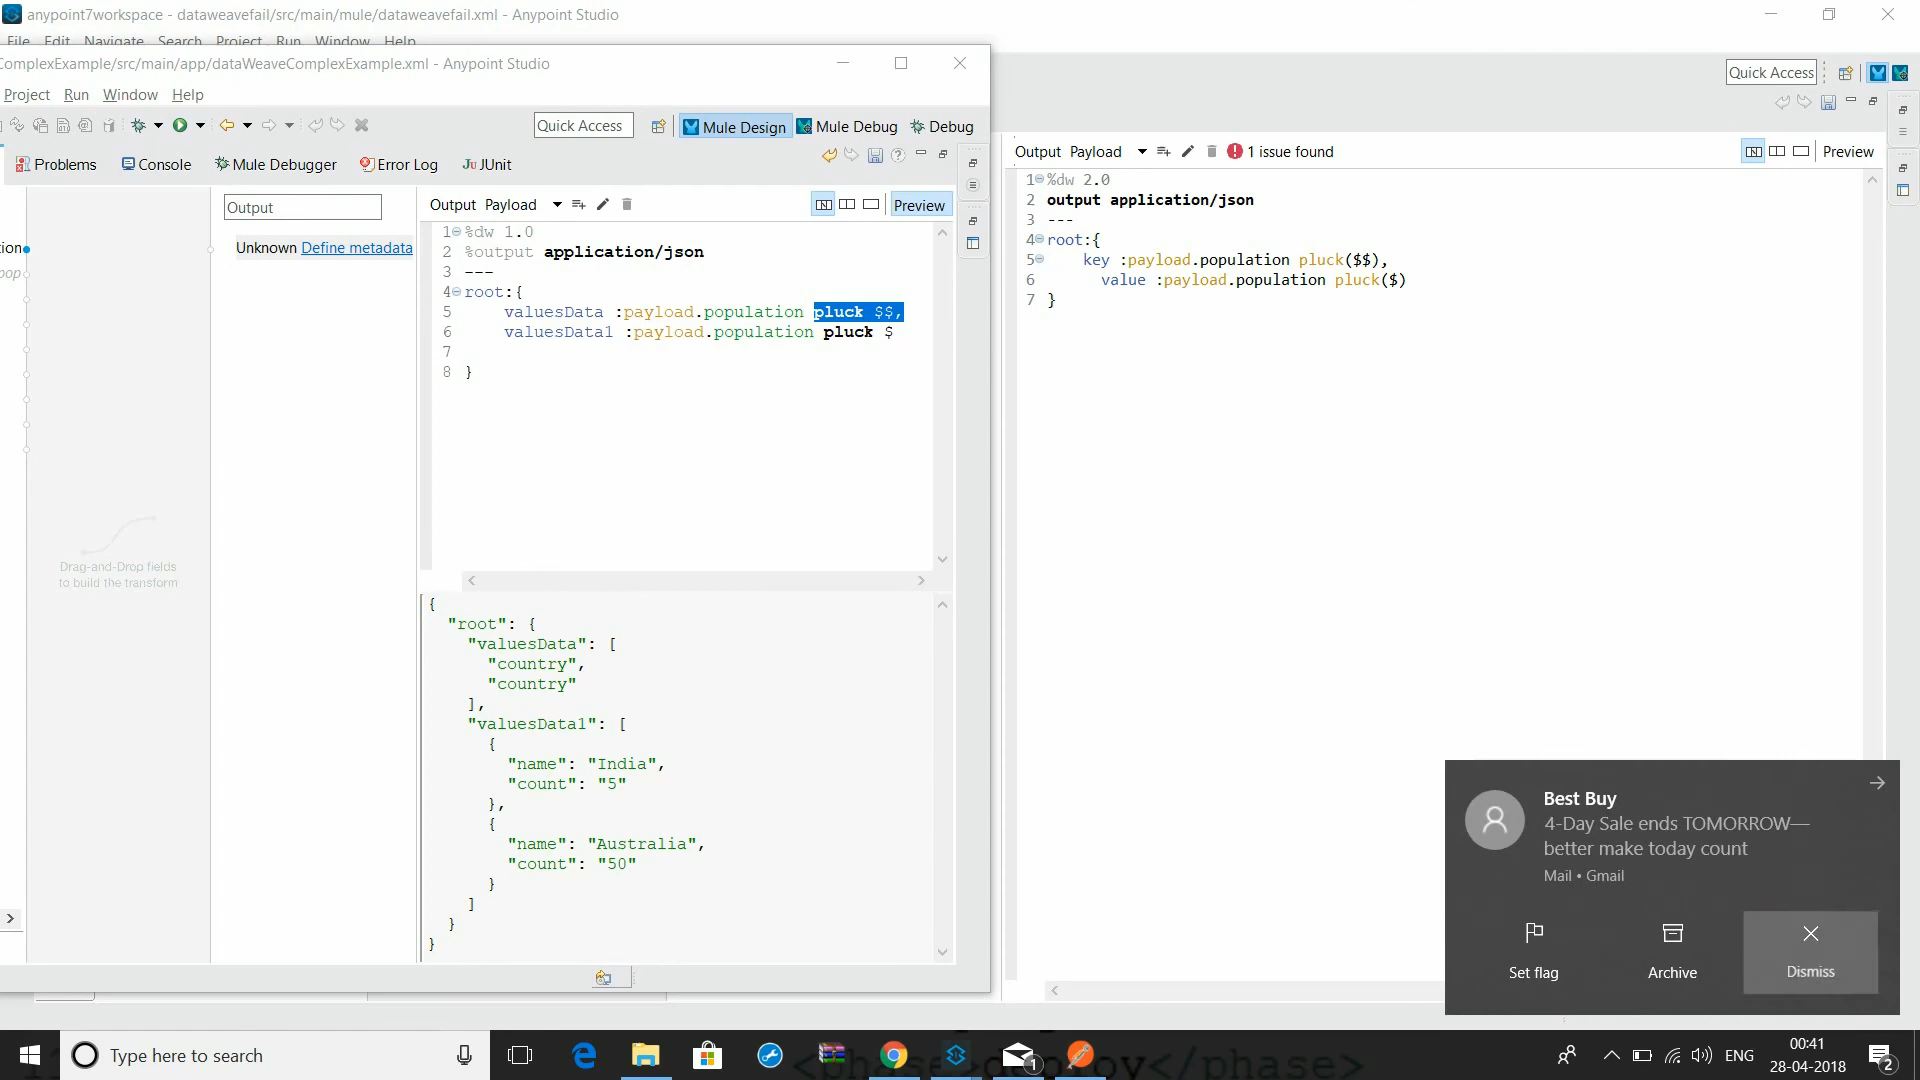 anypoint7workspace - dataweavefail/src/main/mule/dataweavefail.xml - Anypoint Studio
File Edit Navigate Search Project Run Window Help
ComplexExample/src/main/app/dataWeaveComplexExample.xml - Anypoint Studio
Project Run Window Help
Quick Access
Mule Design
Mule Debug
Debug
Problems
Console
Mule Debugger
Error Log
JUnit
Output
Unknown Define metadata
Drag-and-Drop fields
to build the transform
Output Payload
Preview
1 %dw 1.0
2 %output application/json
3 ---
4 root:{
5 valuesData :payload.population pluck $$,
6 valuesData1 :payload.population pluck $
7
8 }
{
"root": {
"valuesData": [
"country",
"country"
],
"valuesData1": [
{
"name": "India",
"count": "5"
},
{
"name": "Australia",
"count": "50"
}
]
}
}
Quick Access
Output Payload
1 issue found
Preview
1 %dw 2.0
2 output application/json
3 ---
4 root:{
5 key :payload.population pluck($$),
6 value :payload.population pluck($)
7 }
Best Buy
4-Day Sale ends TOMORROW—
better make today count
Mail • Gmail
Set flag
Archive
Dismiss
Type here to search
1
ENG
00:41
28-04-2018
2